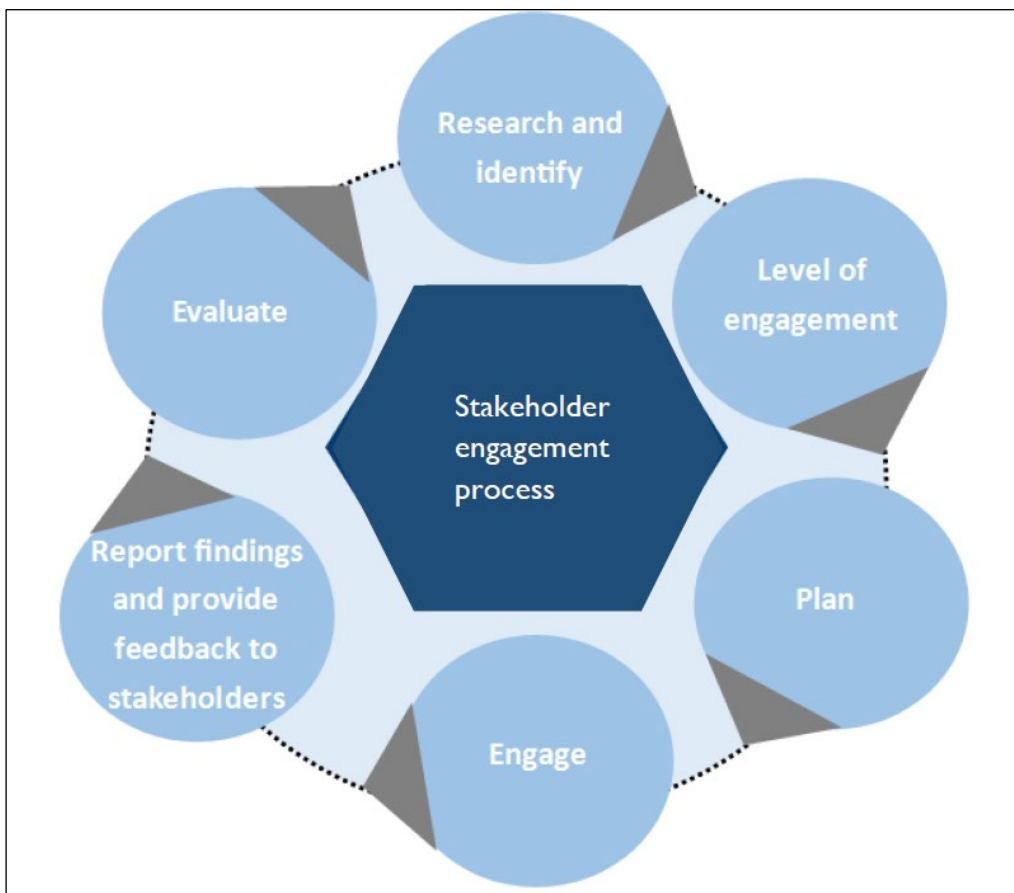 Research and
identify
Level of
engagement
Evaluate
Stakeholder
engagement
process
Report findings
and provide
feedback to
stakeholders
Plan
Engage